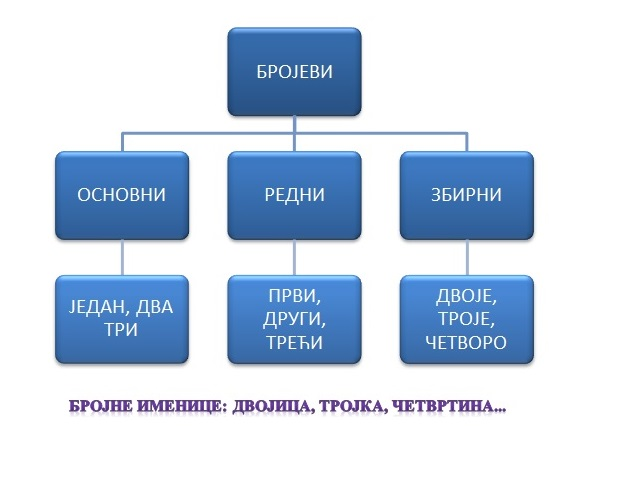 БРОЈЕВИ
ОСНОВНИ
РЕДНИ
ЗБИРНИ
ЈЕДАН, ДВА
ТРИ
ПРВИ,
ДРУГИ,
ТРЕЋИ
ДВОЈЕ,
ТРОЈЕ,
ЧЕТВОРО
БРОЈНЕ ИМЕНИЦЕ: ДВОЈИЦА, ТРОЈКА, ЧЕТВРТИНА...